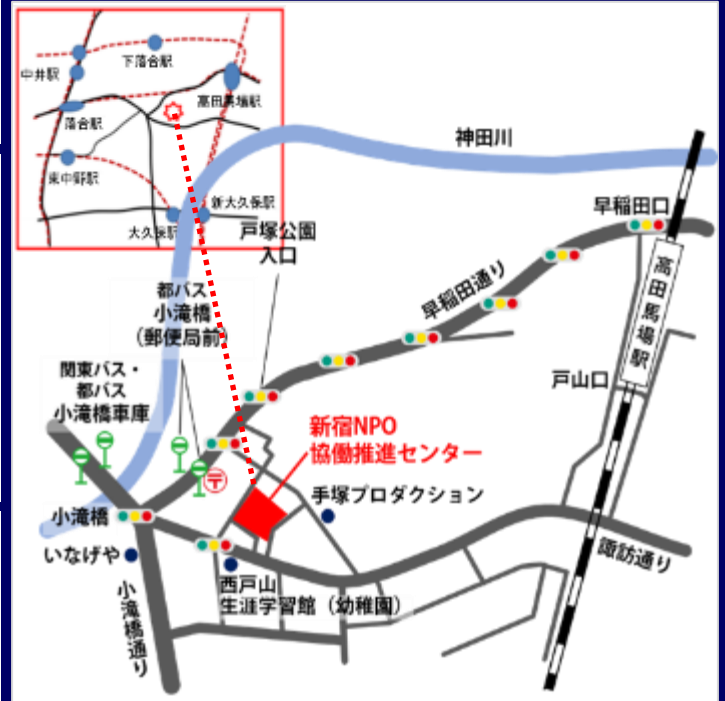 下落合駅
中井駅
高田馬場駅
落合駅
東中野駅
新大久保駅
大久保駅
神田川
早稲田口
戸塚公園
入口
早稲田通り
高田馬場駅
都バス
小滝橋
(郵便局前)
関東バス・
都バス
小滝橋車庫
戸山口
新宿NPO
協働推進センター
〒
手塚プロダクション
小滝橋
いなげや
諏訪通り
西戸山
生涯学習館（幼稚園）
小滝橋通り